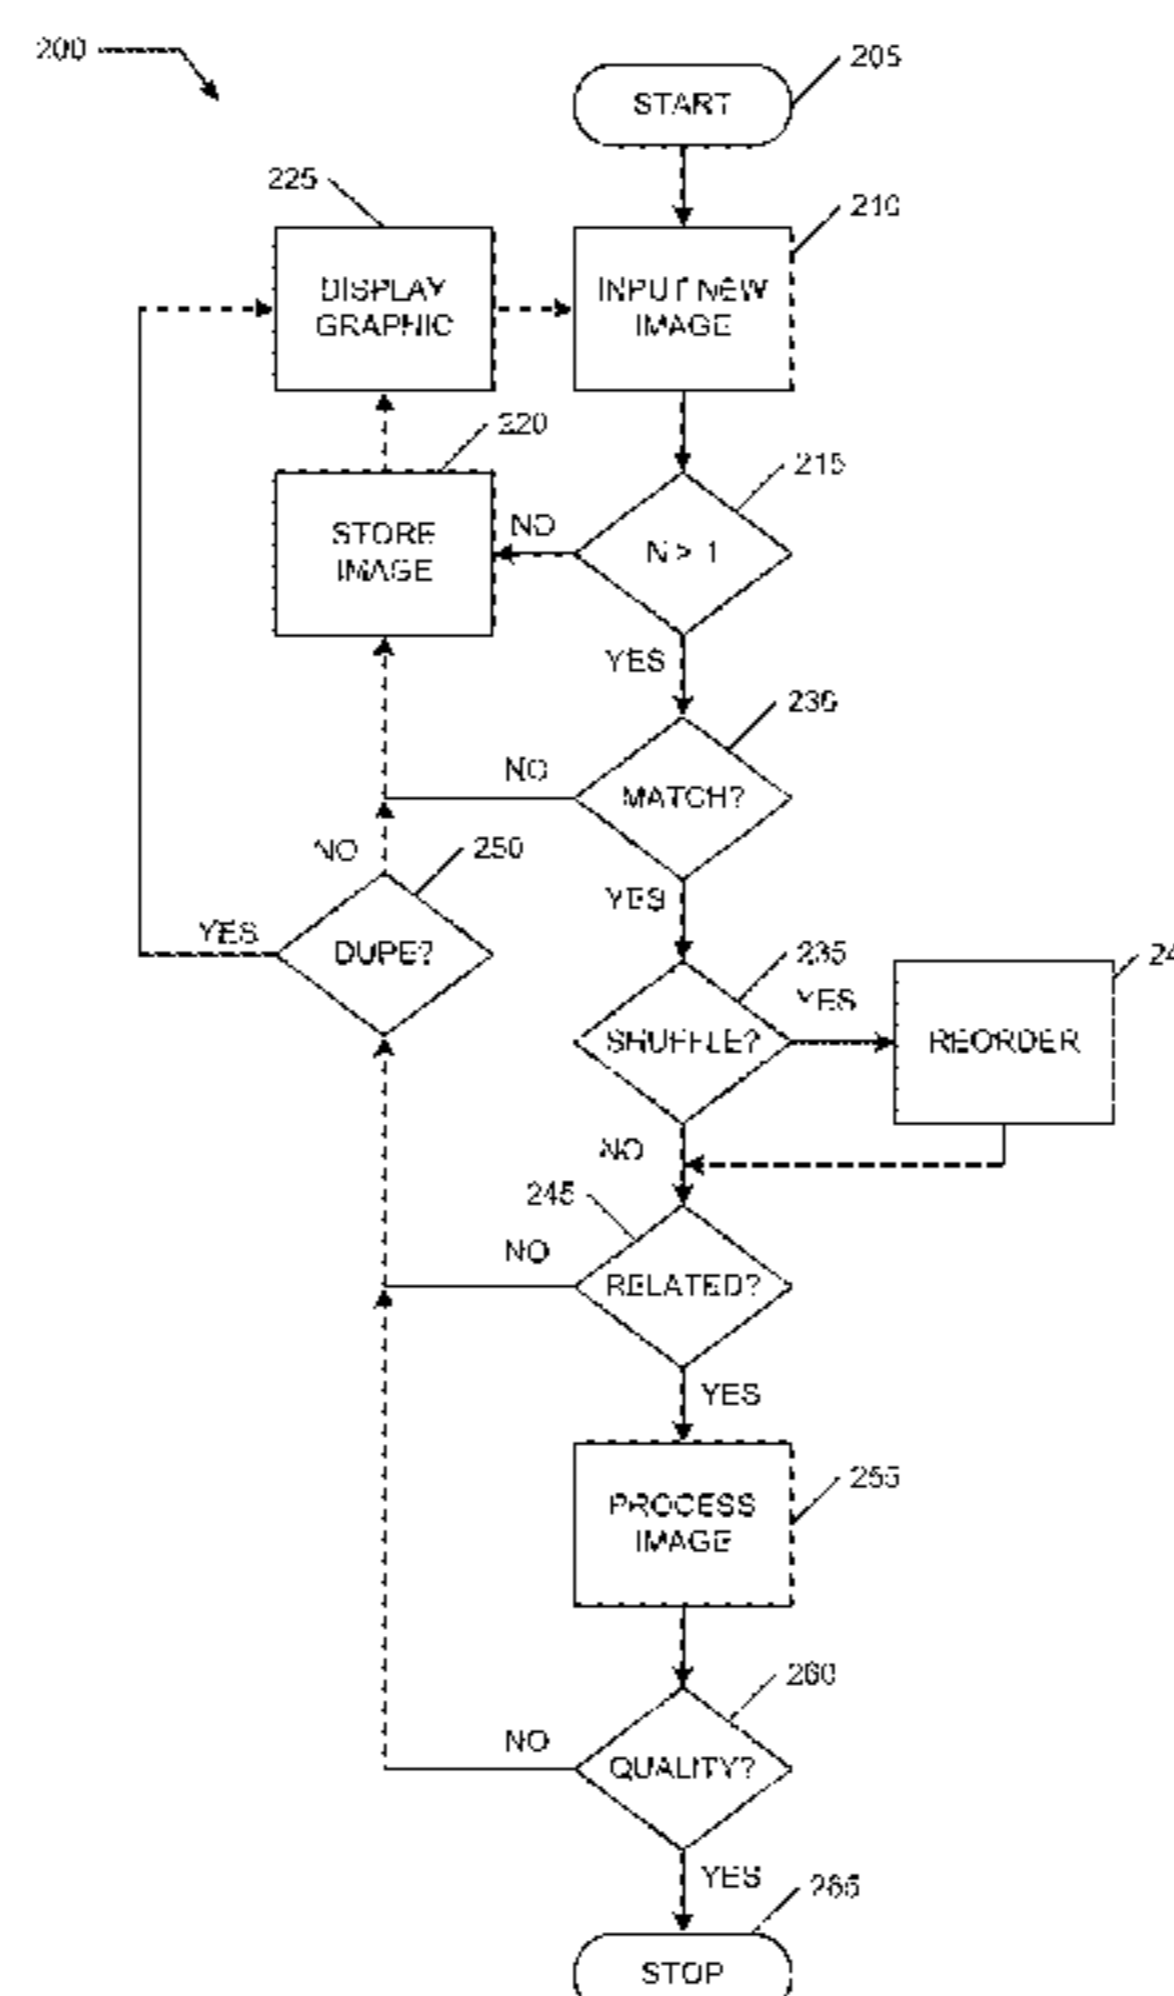 200
205
START
225
210
DISPLAY
GRAPHIC
INPUT NEW
IMAGE
220
215
STORE
IMAGE
NO
N > 1
YES
230
NO
MATCH?
NO
250
YES
YES
DUPE?
235
YES
SHUFFLE?
REORDER
NO
245
NO
RELATED?
YES
255
PROCESS
IMAGE
260
NO
QUALITY?
YES
265
STOP